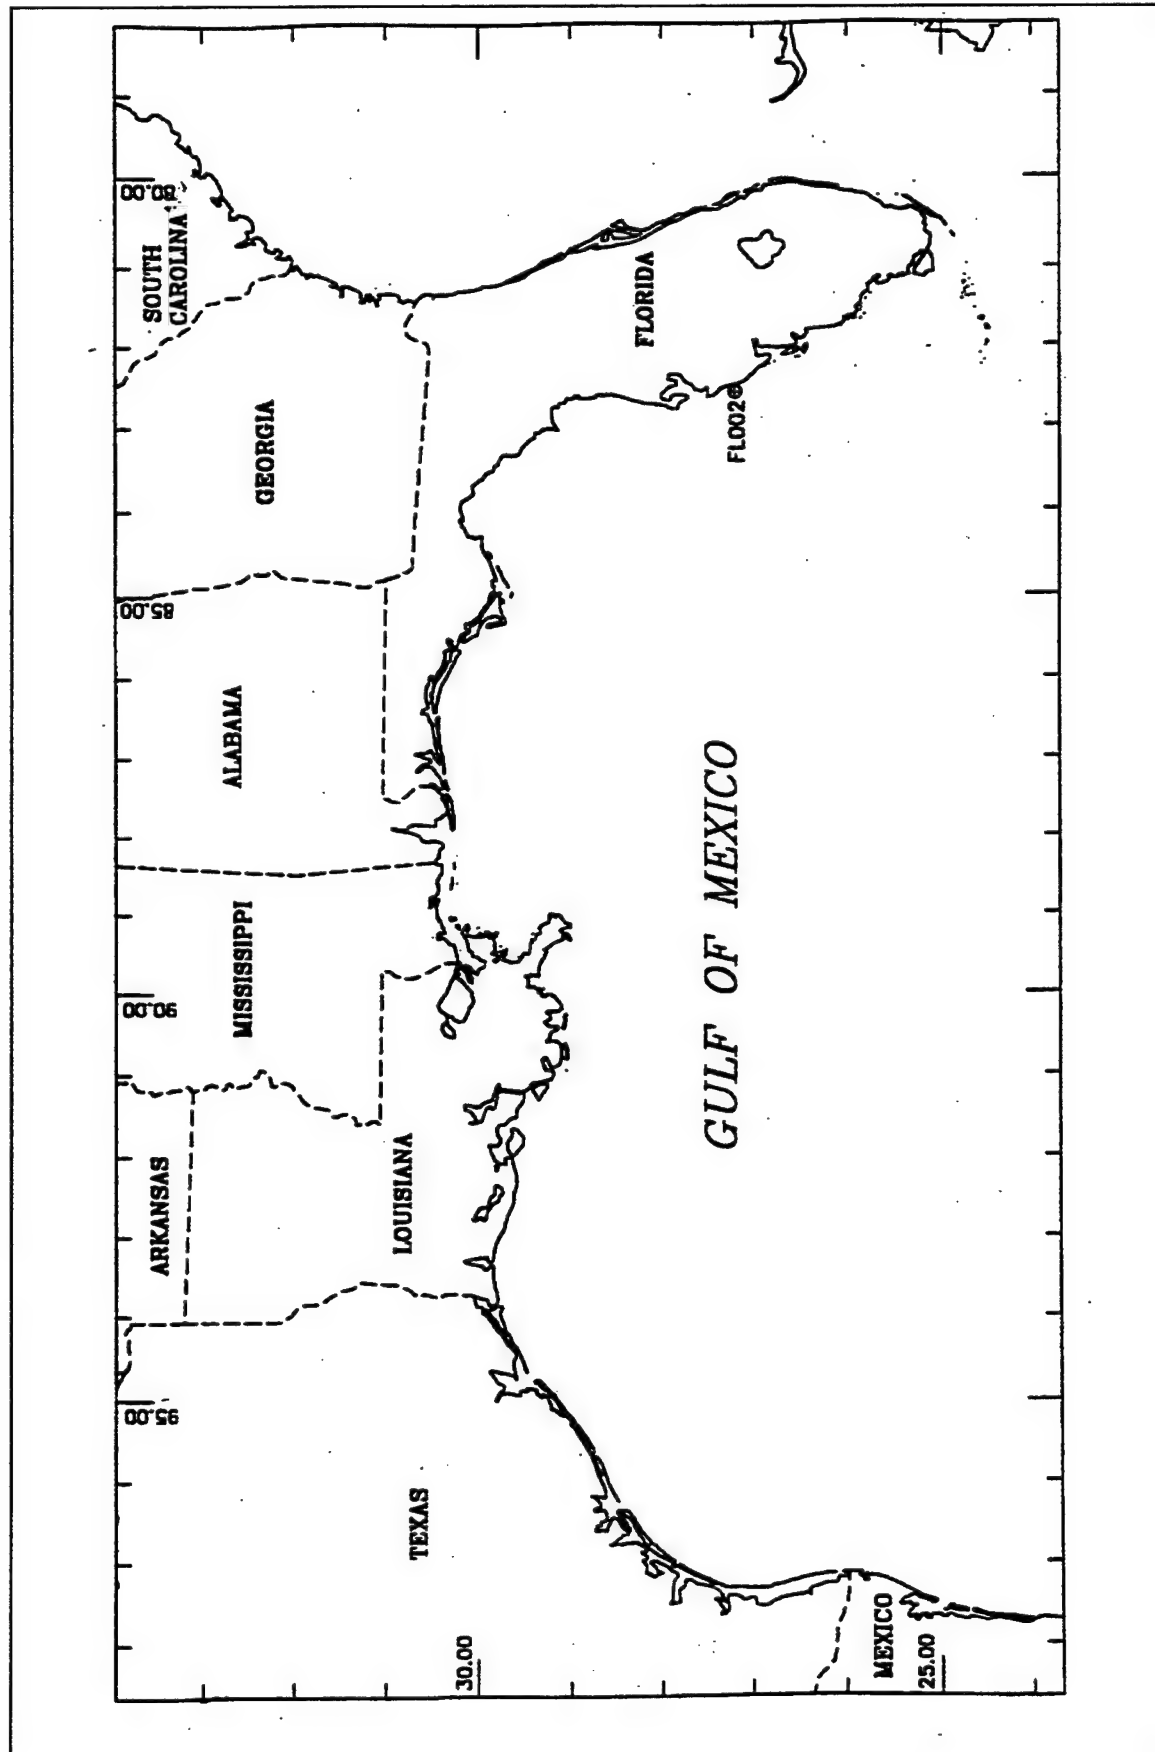 SOUTH
CAROLINA
80.00
GEORGIA
85.00
ALABAMA
MISSISSIPPI
90.00
ARKANSAS
LOUISIANA
95.00
TEXAS
FLORIDA
FL002
GULF OF MEXICO
MEXICO
30.00
25.00